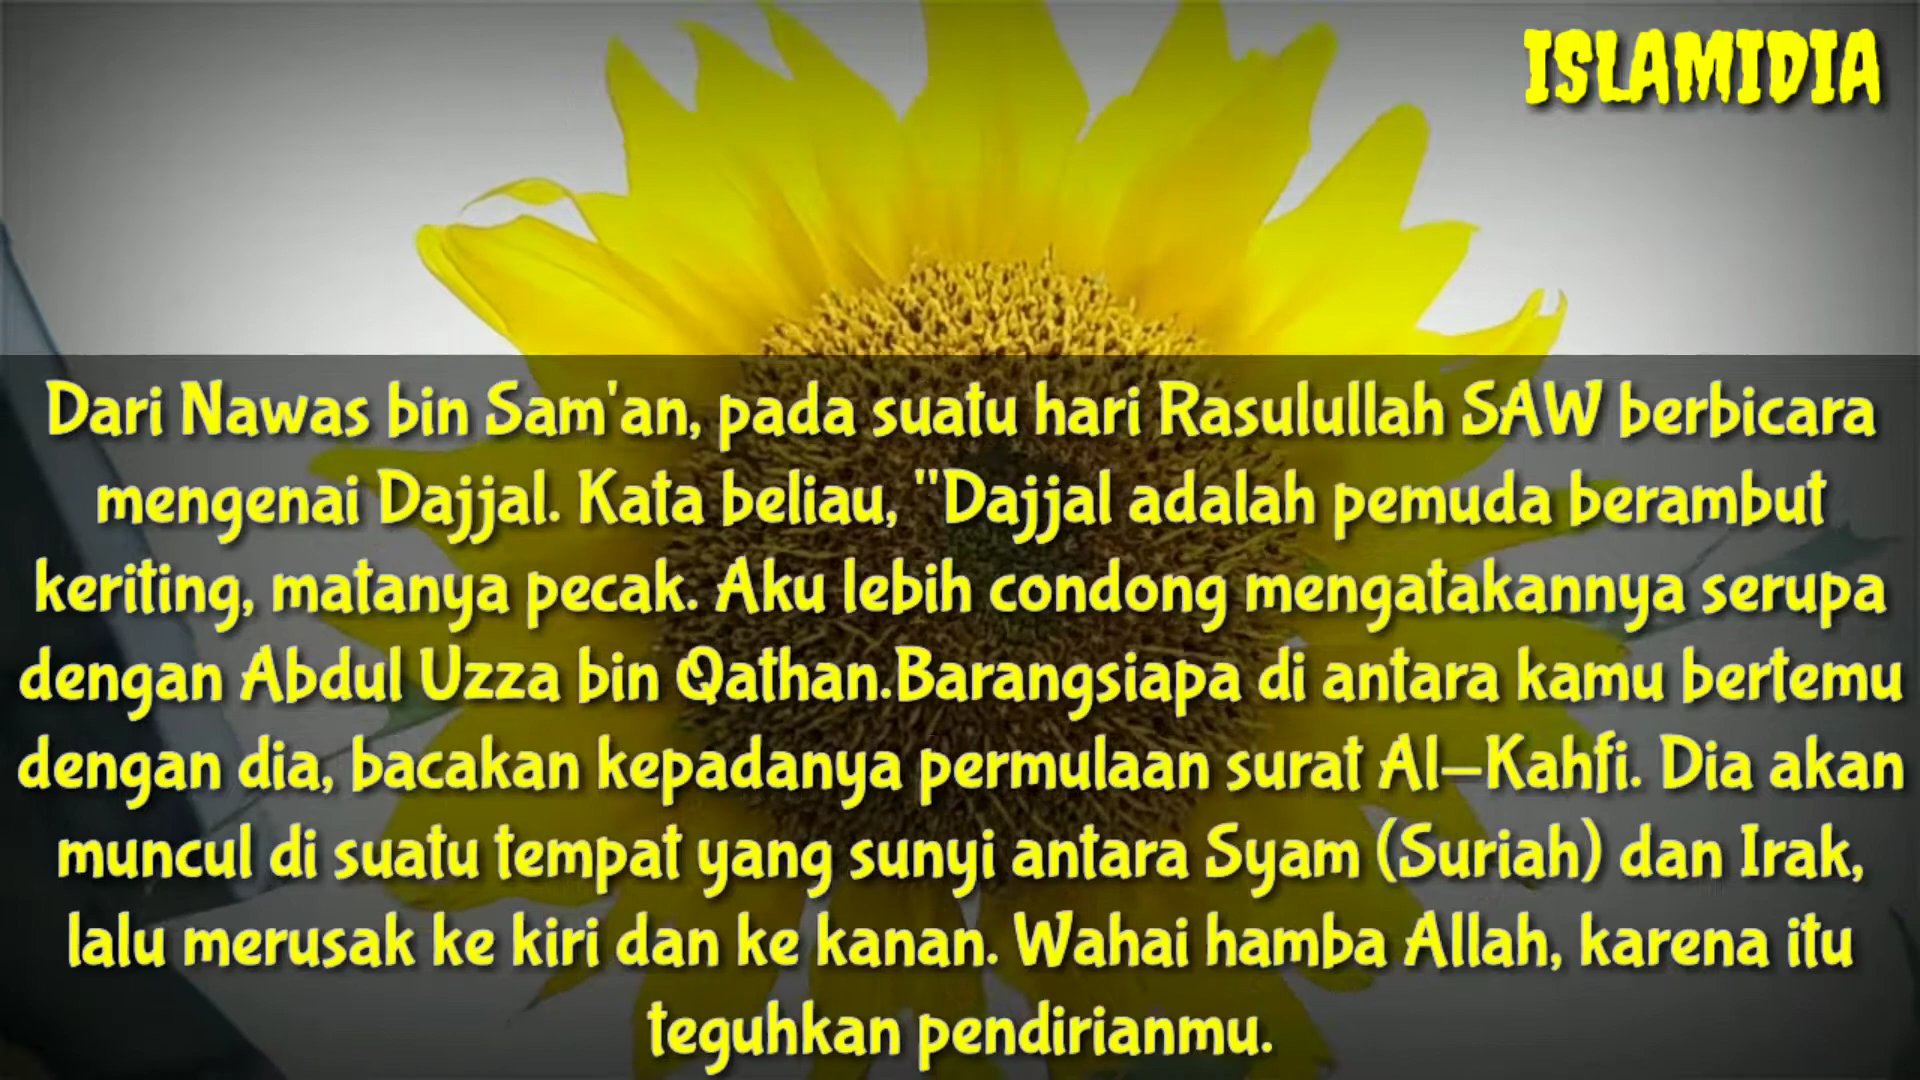 ISLAMIDIA
Dari Nawas bin Sam'an, pada suatu hari Rasulullah SAW berbicara
mengenai Dajjal. Kata beliau, "Dajjal adalah pemuda berambut
keriting, matanya pecak. Aku lebih condong mengatakannya serupa
dengan Abdul Uzza bin Qathan.Barangsiapa di antara kamu bertemu
dengan dia, bacakan kepadanya permulaan surat Al-Kahfi. Dia akan
muncul di suatu tempat yang sunyi antara Syam (Suriah) dan Irak,
lalu merusak ke kiri dan ke kanan. Wahai hamba Allah, karena itu
teguhkan pendirianmu.